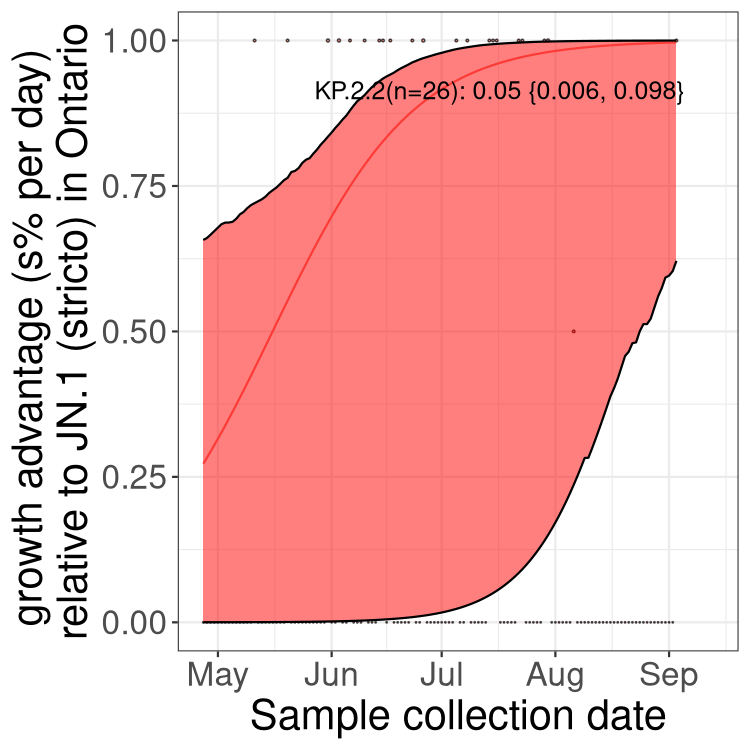 growth advantage (s% per day)
relative to JN.1 (stricto) in Ontario
1.00
0.75
0.50
0.25
0.00
KP.2.2(n=26): 0.05 {0.006, 0.098}
May Jun Jul Aug Sep
Sample collection date